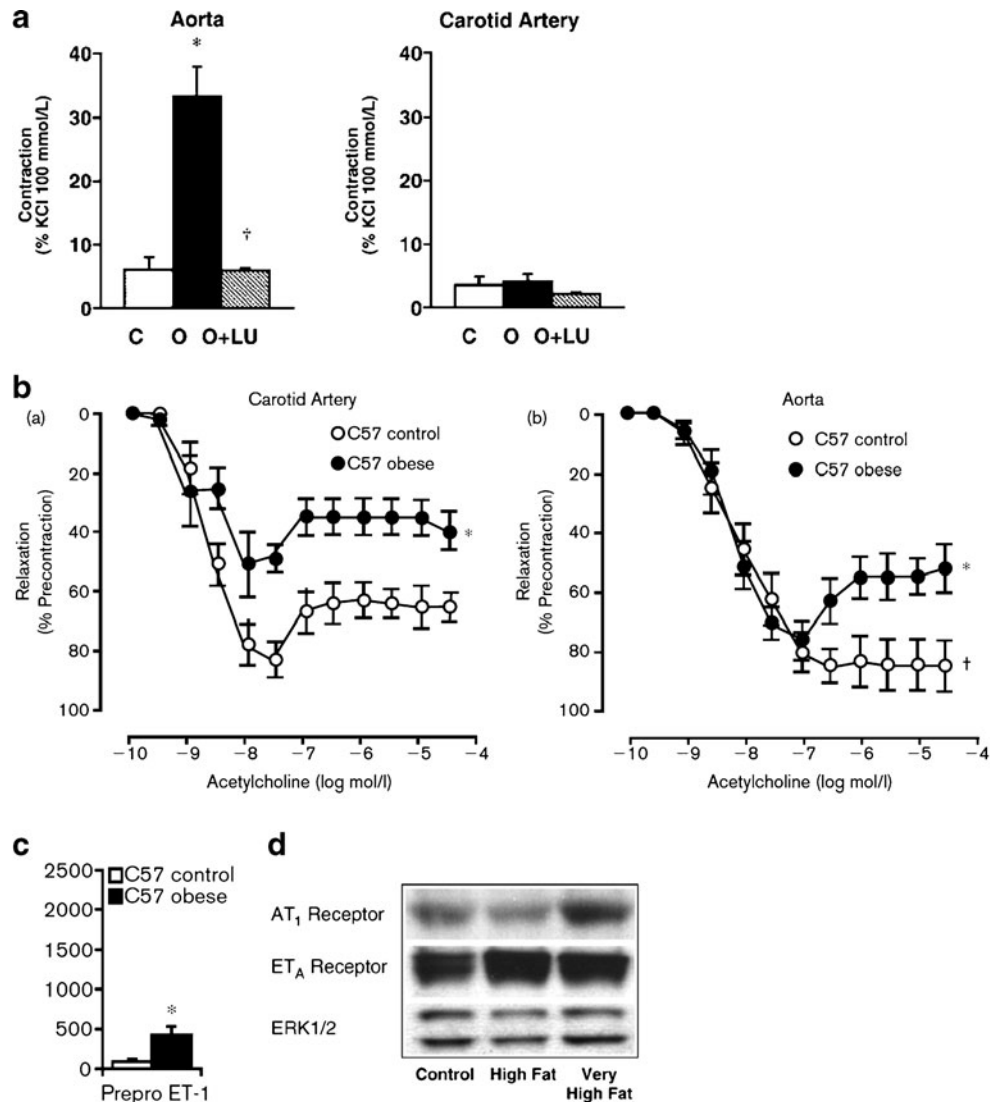 a
Aorta
Carotid Artery
Contraction
(% KCl 100 mmol/L)
40
30
20
10
0
*
†
C O O+LU
Contraction
(% KCl 100 mmol/L)
40
30
20
10
0
C O O+LU
b
(a)
Carotid Artery
C57 control
C57 obese
Relaxation
(% Precontraction)
0
20
40
60
80
100
*
−10 −9 −8 −7 −6 −5 −4
Acetylcholine (log mol/l)
(b)
Aorta
C57 control
C57 obese
Relaxation
(% Precontraction)
0
20
40
60
80
100
*
†
−10 −9 −8 −7 −6 −5 −4
Acetylcholine (log mol/l)
c
C57 control
C57 obese
2500
2000
1500
1000
500
0
*
Prepro ET-1
d
AT1 Receptor
ETA Receptor
ERK1/2
Control High Fat Very
High Fat